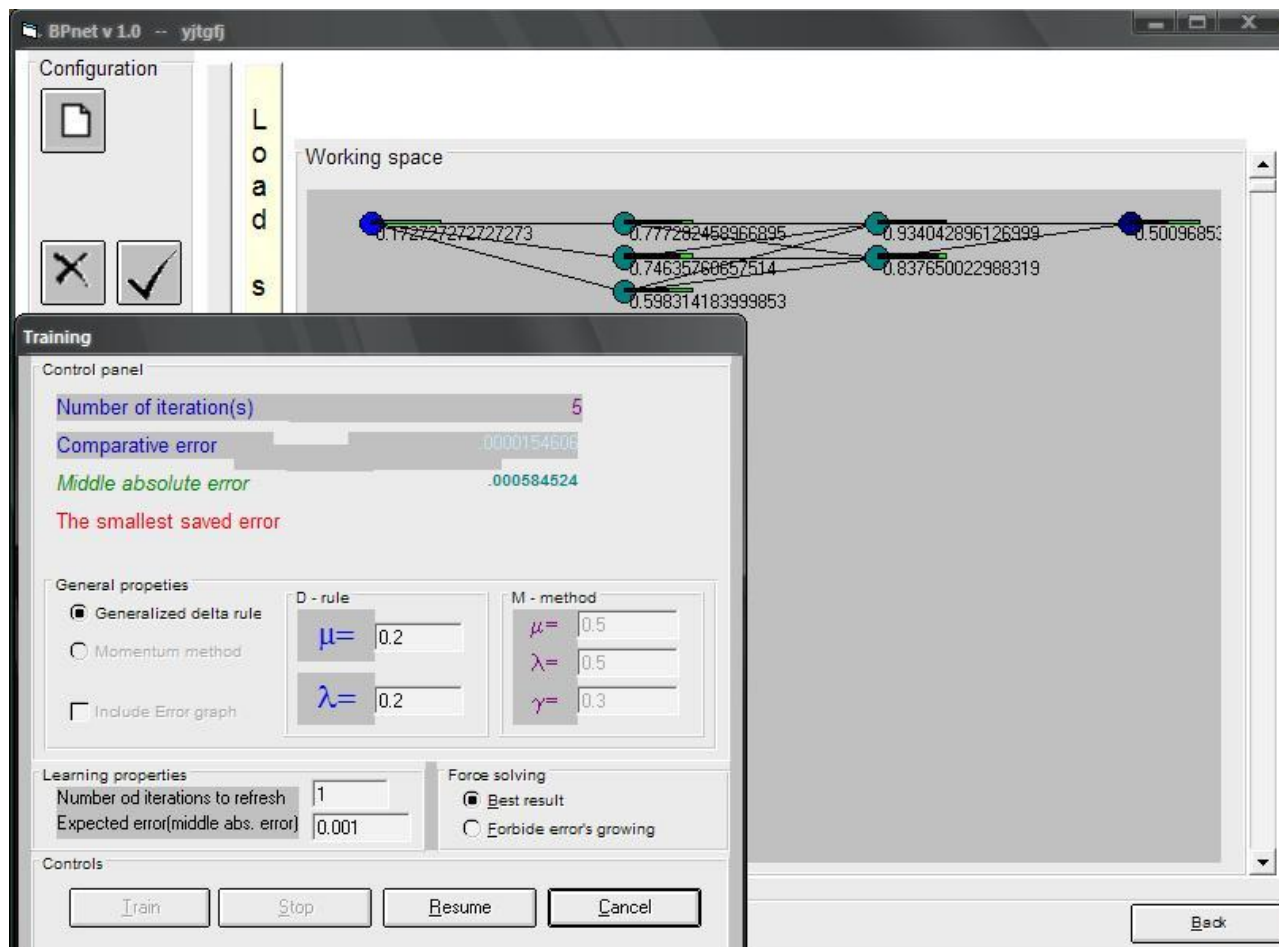 BPnet v 1.0 -- yjtgfj
Configuration
L
o
a
d
s
Working space
0.172727272727273
0.777292458966895
0.934042896126999
0.50096853
0.74635760657514
0.837650022988319
0.598314183999853
Training
Control panel
Number of iteration(s) 5
Comparative error .0000154606
Middle absolute error .000584524
The smallest saved error
General propeties
Generalized delta rule
Momentum method
Include Error graph
D - rule
μ= 0.2
λ= 0.2
M - method
μ= 0.5
λ= 0.5
γ= 0.3
Learning properties
Number od iterations to refresh 1
Expected error(middle abs. error) 0.001
Force solving
Best result
Forbide error's growing
Controls
Train Stop Resume Cancel
Back